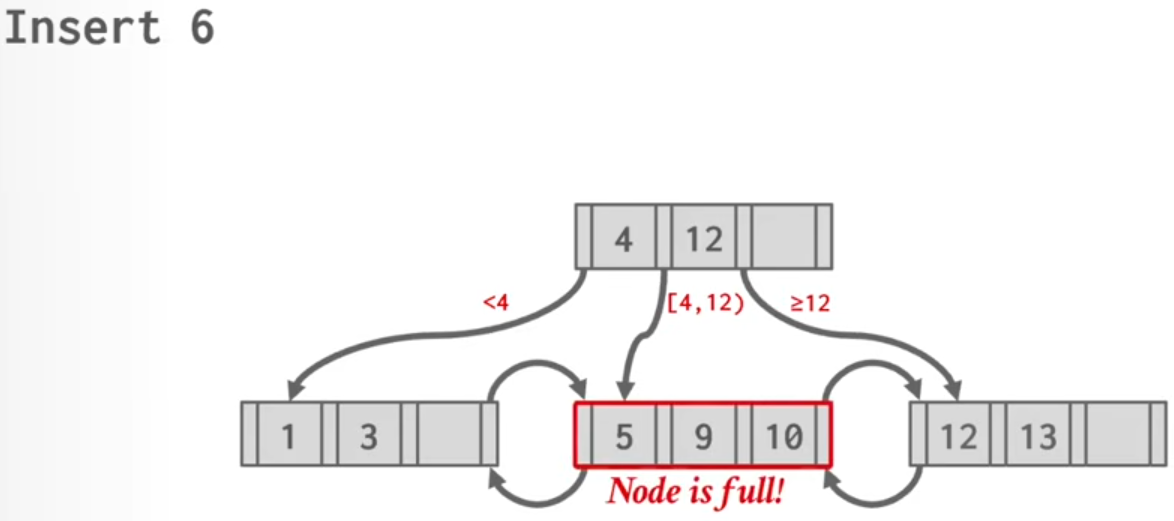 Insert 6
4 12
<4 [4,12) ≥12
1 3 5 9 10 12 13
Node is full!